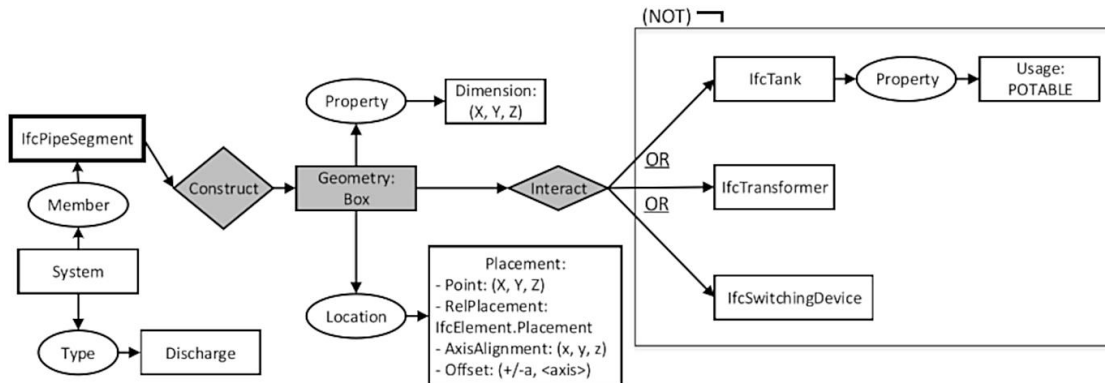 (NOT)
IfcTank
Property
Usage:
POTABLE
Property
Dimension:
(X, Y, Z)
IfcPipeSegment
OR
Construct
Geometry:
Box
Interact
IfcTransformer
Member
OR
System
Placement:
- Point: (X, Y, Z)
- RelPlacement:
IfcElement.Placement
- AxisAlignment: (x, y, z)
- Offset: (+/-a, <axis>)
IfcSwitchingDevice
Location
Type
Discharge